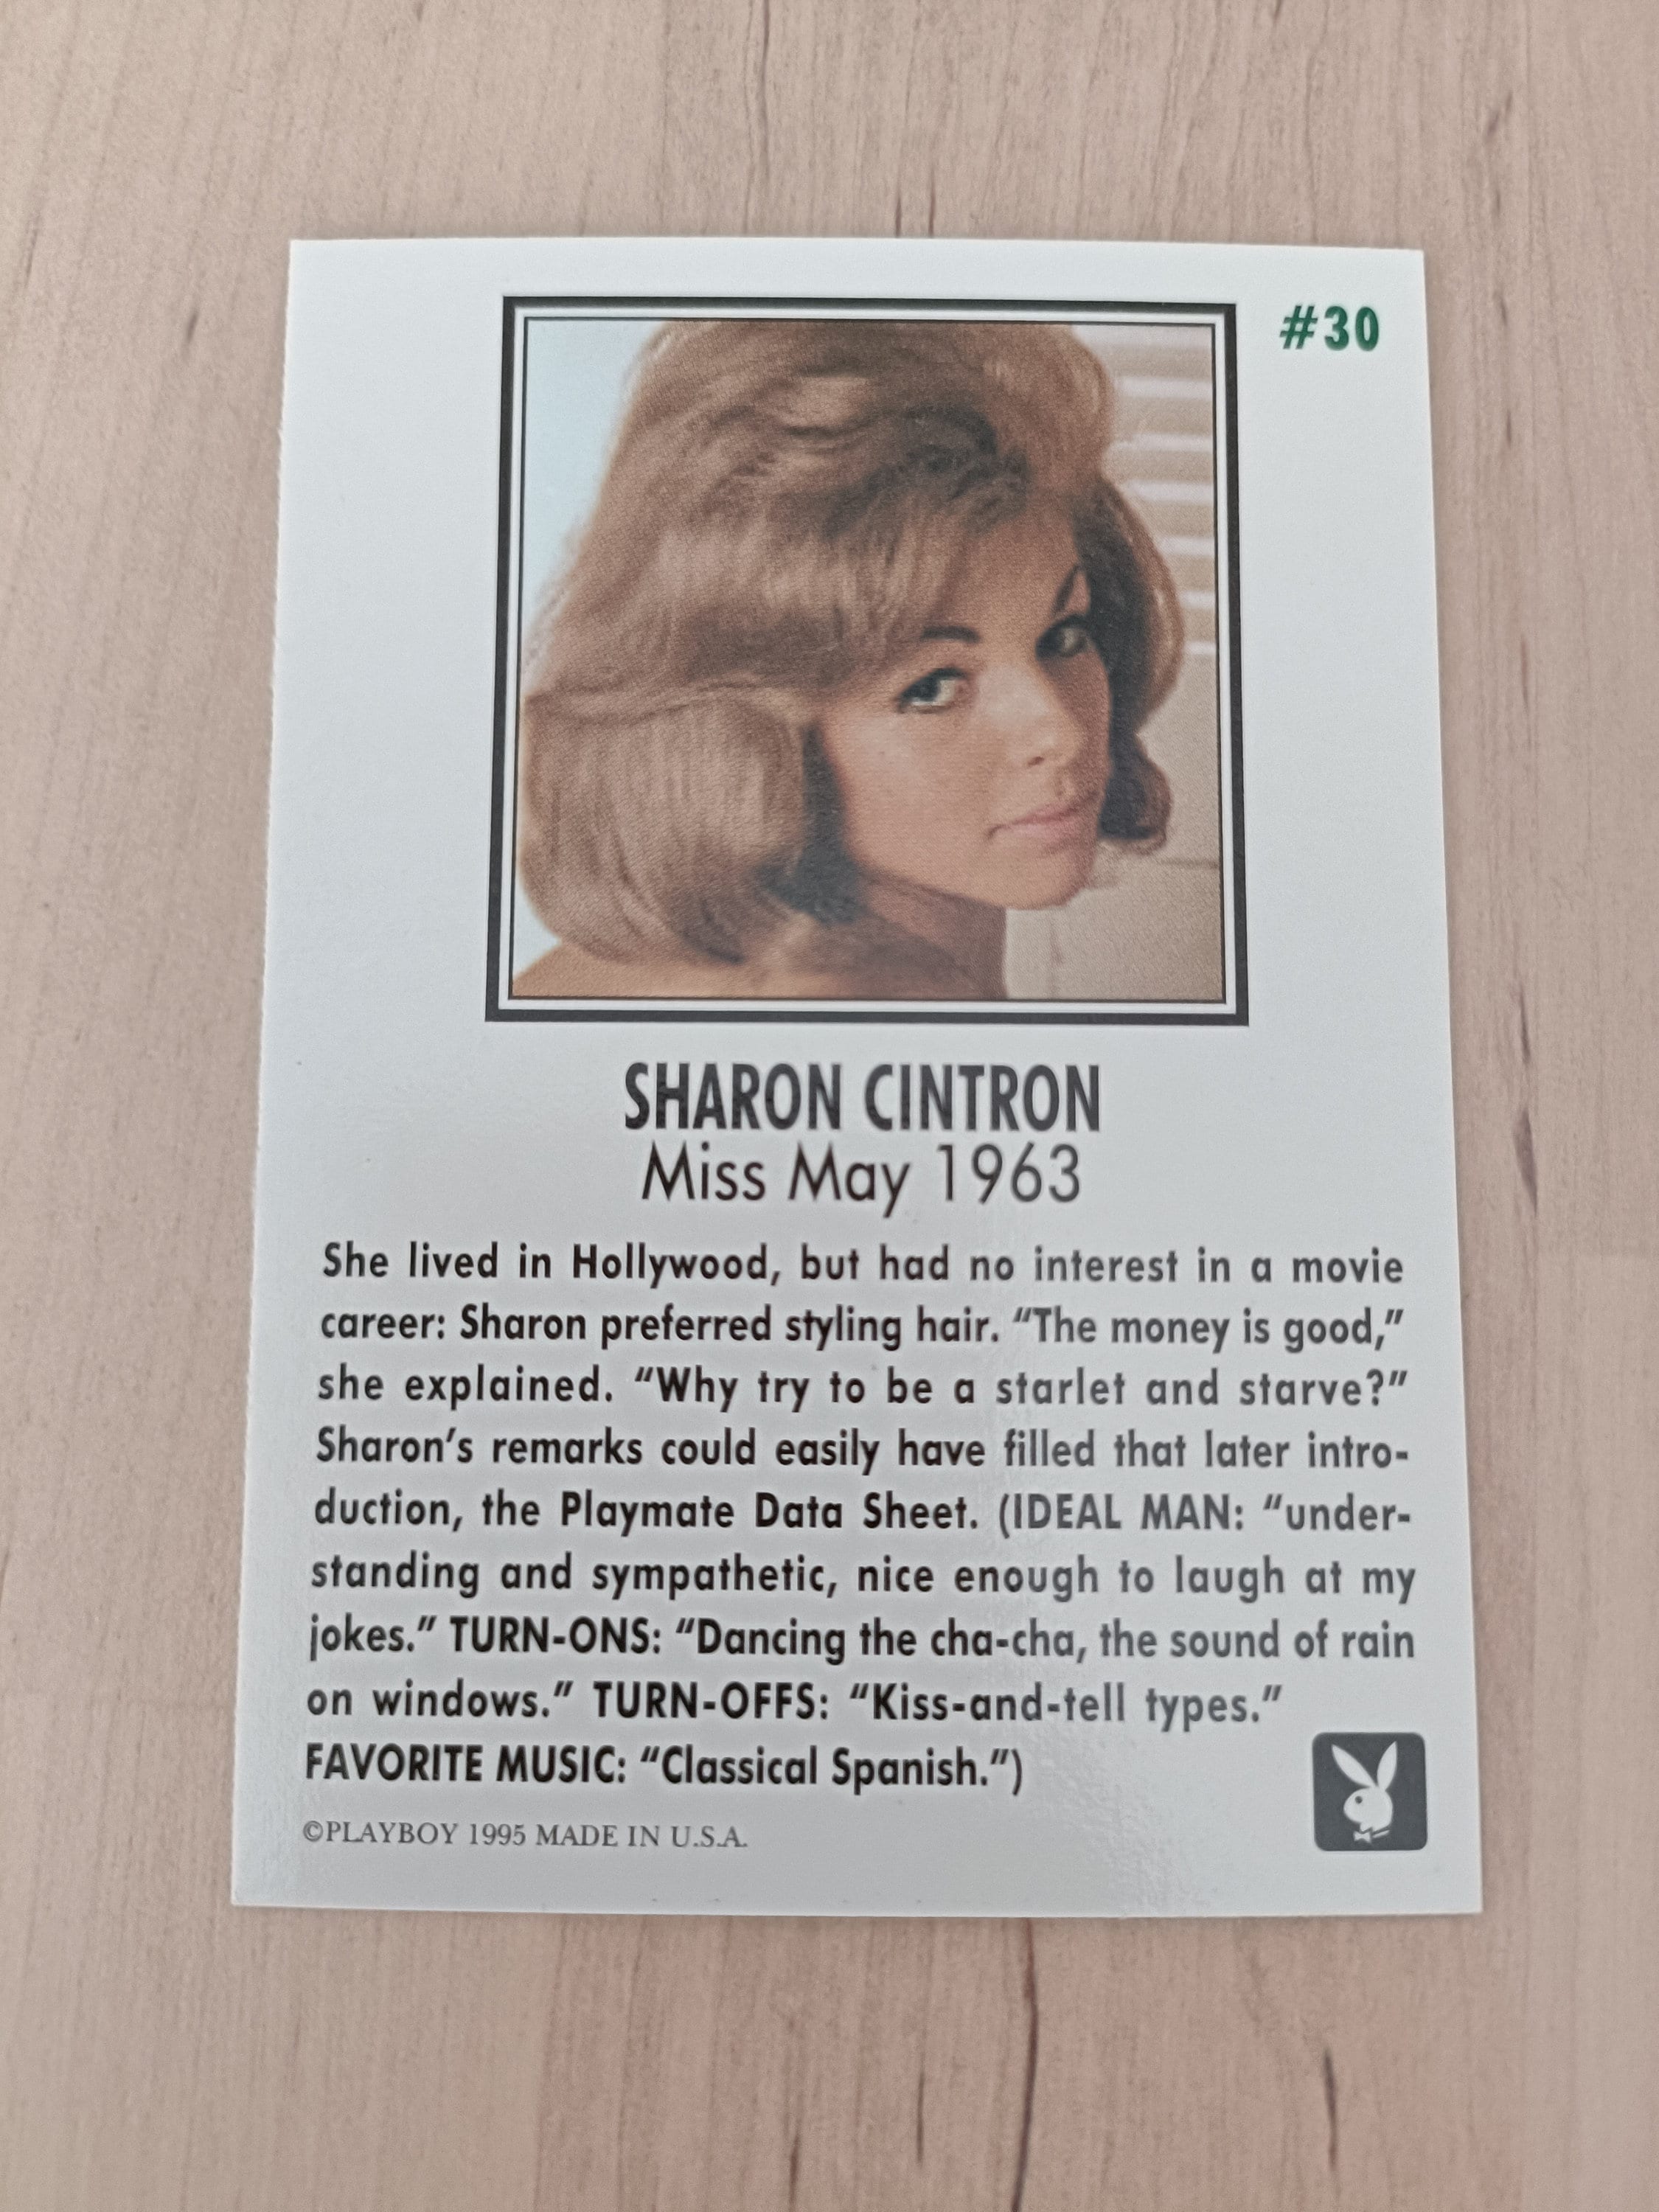 #30
SHARON CINTRON
Miss May 1963
She lived in Hollywood, but had no interest in a movie
career: Sharon preferred styling hair. “The money is good,”
she explained. “Why try to be a starlet and starve?”
Sharon’s remarks could easily have filled that later intro-
duction, the Playmate Data Sheet. (IDEAL MAN: “under-
standing and sympathetic, nice enough to laugh at my
jokes.” TURN-ONS: “Dancing the cha-cha, the sound of rain
on windows.” TURN-OFFS: “Kiss-and-tell types.”
FAVORITE MUSIC: “Classical Spanish.”)
©PLAYBOY 1995 MADE IN U.S.A.